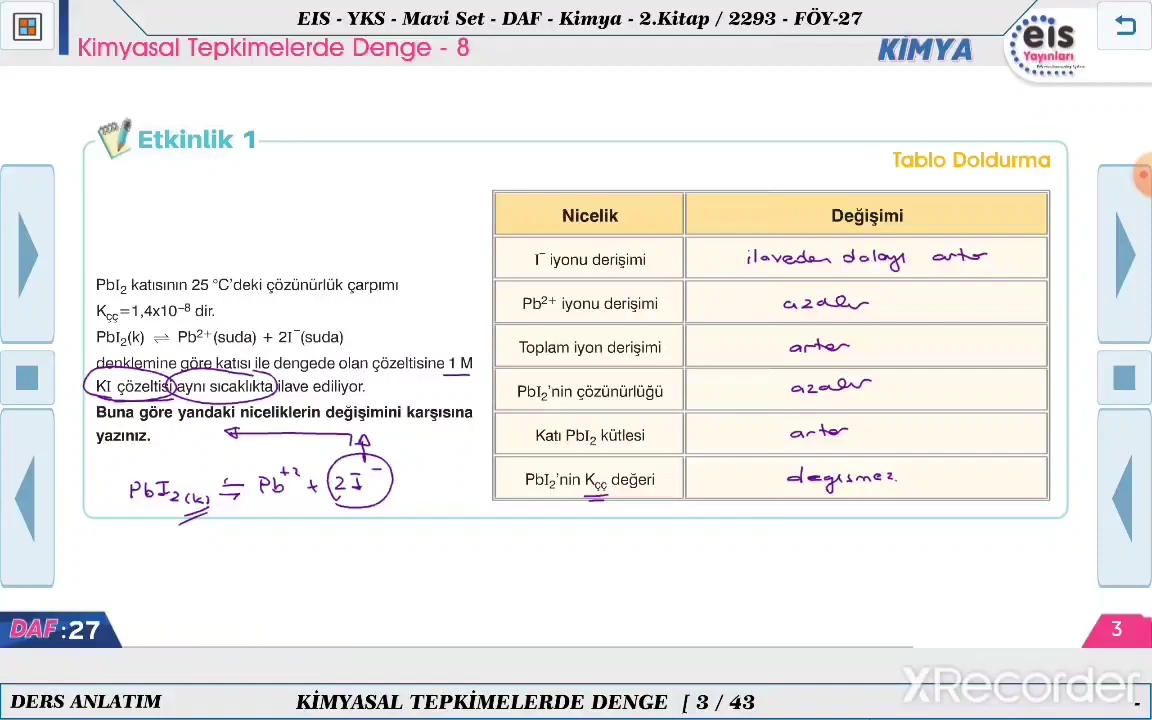 EIS - YKS - Mavi Set - DAF - Kimya - 2.Kitap / 2293 - FÖY-27
Kimyasal Tepkimelerde Denge - 8
KİMYA
eis
Yayınları
Etkinlik 1
Tablo Doldurma
PbI₂ katısının 25 °C'deki çözünürlük çarpımı
Kçç=1,4x10⁻⁸ dir.
PbI₂(k) ⇌ Pb²⁺(suda) + 2I⁻(suda)
denklemine göre katısı ile dengede olan çözeltisine 1 M
KI çözeltisi aynı sıcaklıkta ilave ediliyor.
Buna göre yandaki niceliklerin değişimini karşısına
yazınız.
PbI₂(k) ⇌ Pb⁺² + 2I⁻
Nicelik Değişimi
I⁻ iyonu derişimi ilaveden dolayı artar
Pb²⁺ iyonu derişimi azalır
Toplam iyon derişimi artar
PbI₂'nin çözünürlüğü azalır
Katı PbI₂ kütlesi artar
PbI₂'nin Kçç değeri değişmez.
DAF:27
3
XRecorder
DERS ANLATIM KİMYASAL TEPKİMELERDE DENGE [ 3 / 43 -